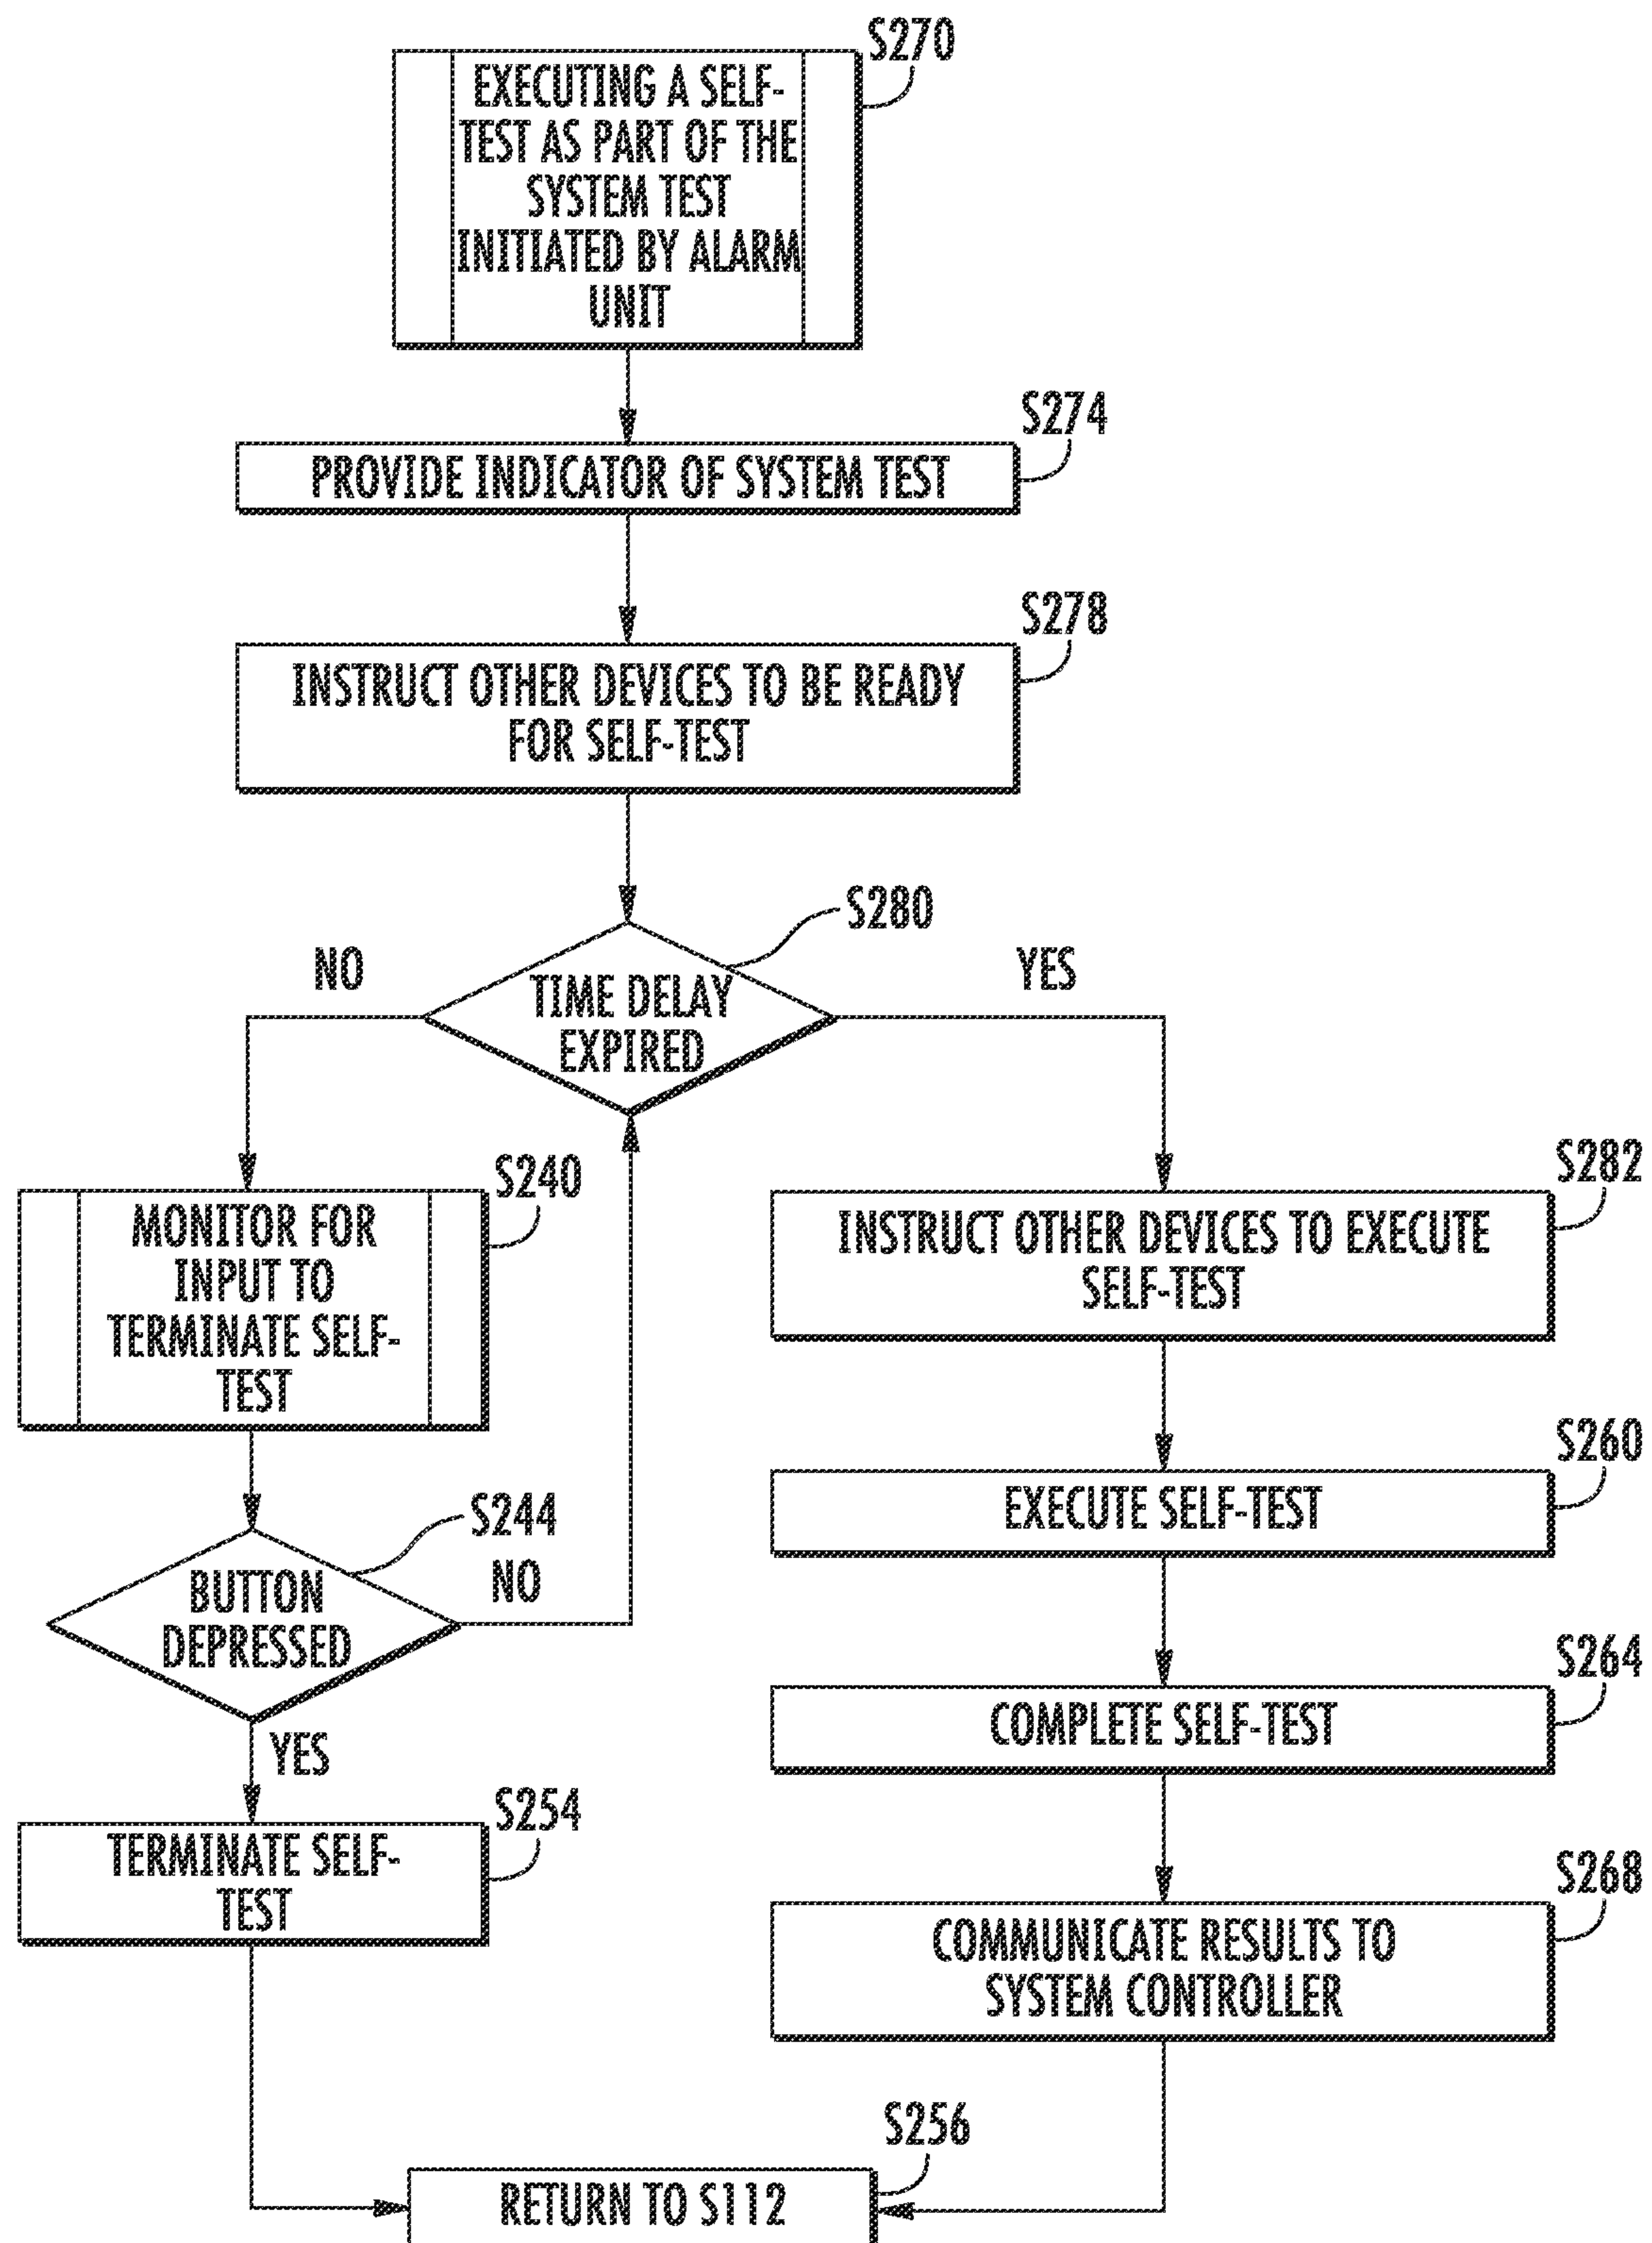 S270
EXECUTING A SELF-
TEST AS PART OF THE
SYSTEM TEST
INITIATED BY ALARM
UNIT
S274
PROVIDE INDICATOR OF SYSTEM TEST
S278
INSTRUCT OTHER DEVICES TO BE READY
FOR SELF-TEST
S280
NO
YES
TIME DELAY
EXPIRED
S240
MONITOR FOR
INPUT TO
TERMINATE SELF-
TEST
S282
INSTRUCT OTHER DEVICES TO EXECUTE
SELF-TEST
S260
EXECUTE SELF-TEST
S244
NO
BUTTON
DEPRESSED
YES
S264
COMPLETE SELF-TEST
S254
TERMINATE SELF-
TEST
S268
COMMUNICATE RESULTS TO
SYSTEM CONTROLLER
S256
RETURN TO S112